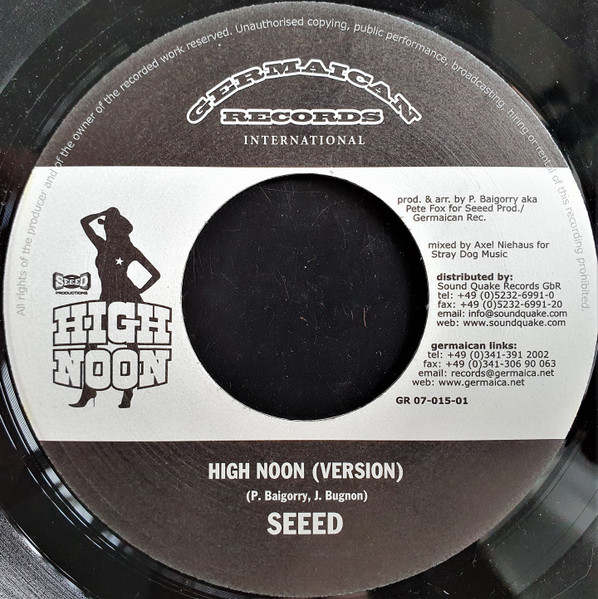 All rights of the producer and of the owner of the recorded work reserved. Unauthorised copying, public performance, broadcasting, hiring or rental of this recording prohibited.
GERMAICAN
RECORDS
INTERNATIONAL
prod. & arr. by P. Baigorry aka
Pete Fox for Seeed Prod./
Germaican Rec.
mixed by Axel Niehaus for
Stray Dog Music
distributed by:
Sound Quake Records GbR
tel: +49 (0)5232-6991-0
fax: +49 (0)5232-6991-20
email: info@soundquake.com
web: www.soundquake.com
germaican links:
tel: +49 (0)341-391 2002
fax: +49 (0)341-306 90 063
email: records@germaica.net
web: www.germaica.net
GR 07-015-01
SEEED
PRODUCTIONS
HIGH
NOON
HIGH NOON (VERSION)
(P. Baigorry, J. Bugnon)
SEEED